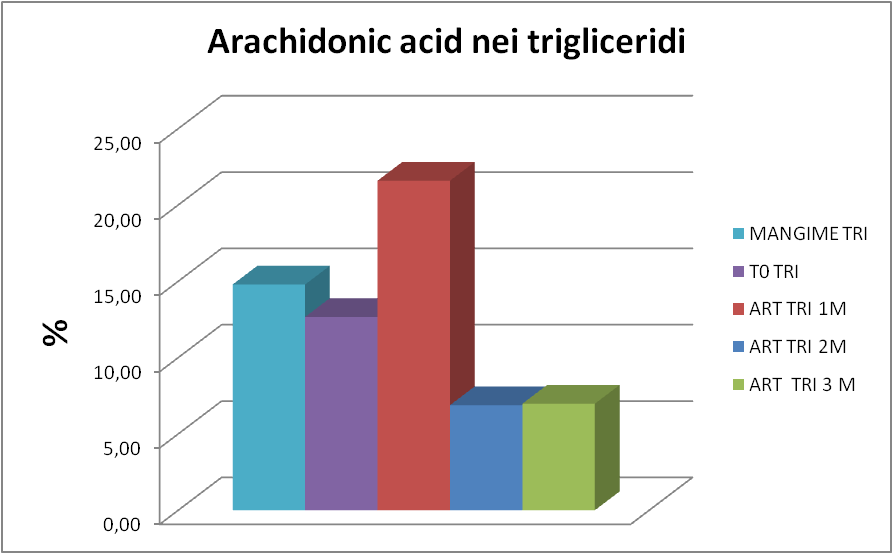 Arachidonic acid nei trigliceridi
25,00
20,00
15,00
10,00
5,00
0,00
%
MANGIME TRI
T0 TRI
ART TRI 1M
ART TRI 2M
ART  TRI 3 M